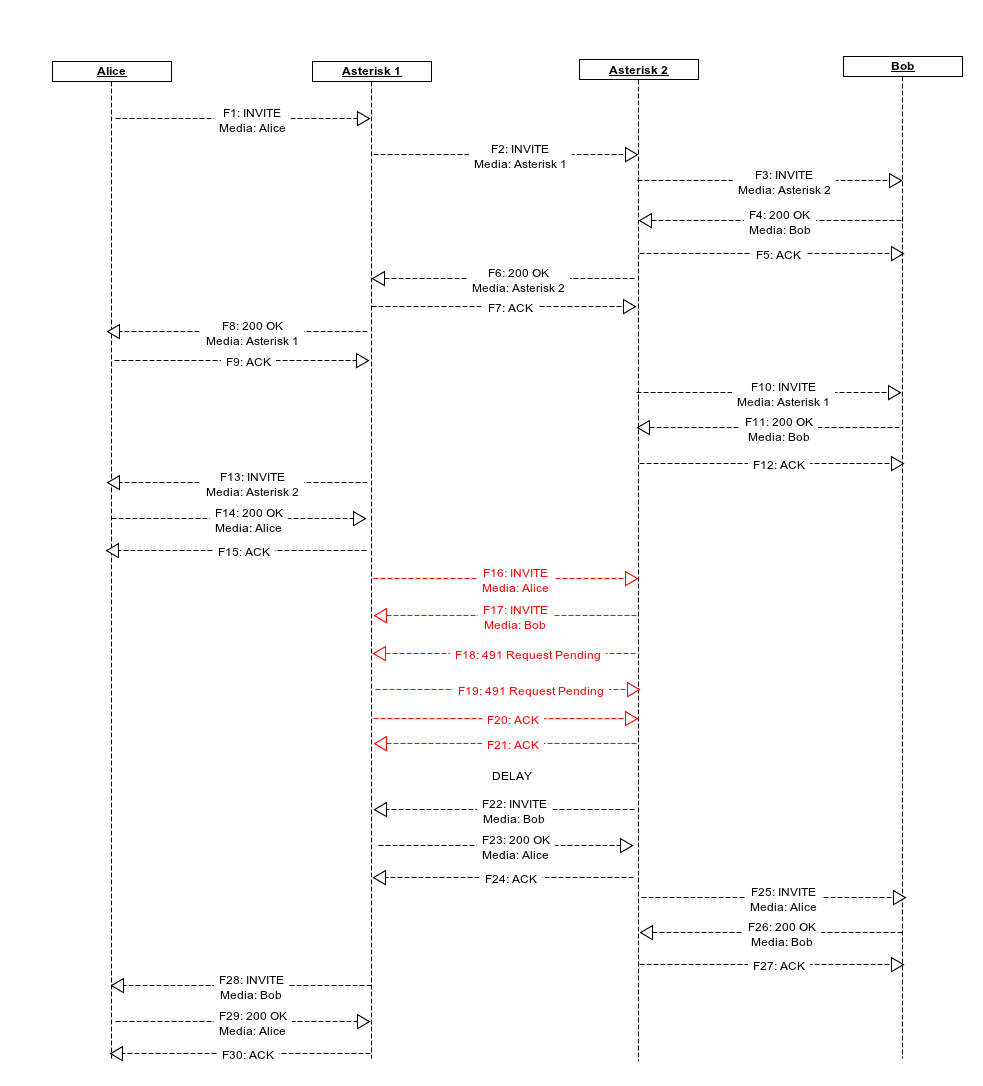 Alice
Asterisk 1
Asterisk 2
Bob
F1: INVITE
Media: Alice
F2: INVITE
Media: Asterisk 1
F3: INVITE
Media: Asterisk 2
F4: 200 OK
Media: Bob
F5: ACK
F6: 200 OK
Media: Asterisk 2
F7: ACK
F8: 200 OK
Media: Asterisk 1
F9: ACK
F10: INVITE
Media: Asterisk 1
F11: 200 OK
Media: Bob
F12: ACK
F13: INVITE
Media: Asterisk 2
F14: 200 OK
Media: Alice
F15: ACK
F16: INVITE
Media: Alice
F17: INVITE
Media: Bob
F18: 491 Request Pending
F19: 491 Request Pending
F20: ACK
F21: ACK
DELAY
F22: INVITE
Media: Bob
F23: 200 OK
Media: Alice
F24: ACK
F25: INVITE
Media: Alice
F26: 200 OK
Media: Bob
F27: ACK
F28: INVITE
Media: Bob
F29: 200 OK
Media: Alice
F30: ACK